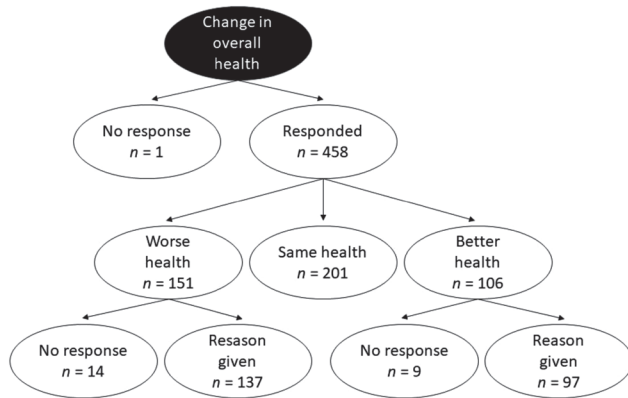 Change in
overall
health
No response
n = 1
Responded
n = 458
Worse
health
n = 151
Same health
n = 201
Better
health
n = 106
No response
n = 14
Resason
given
n = 137
No response
n = 9
Reason
given
n = 97